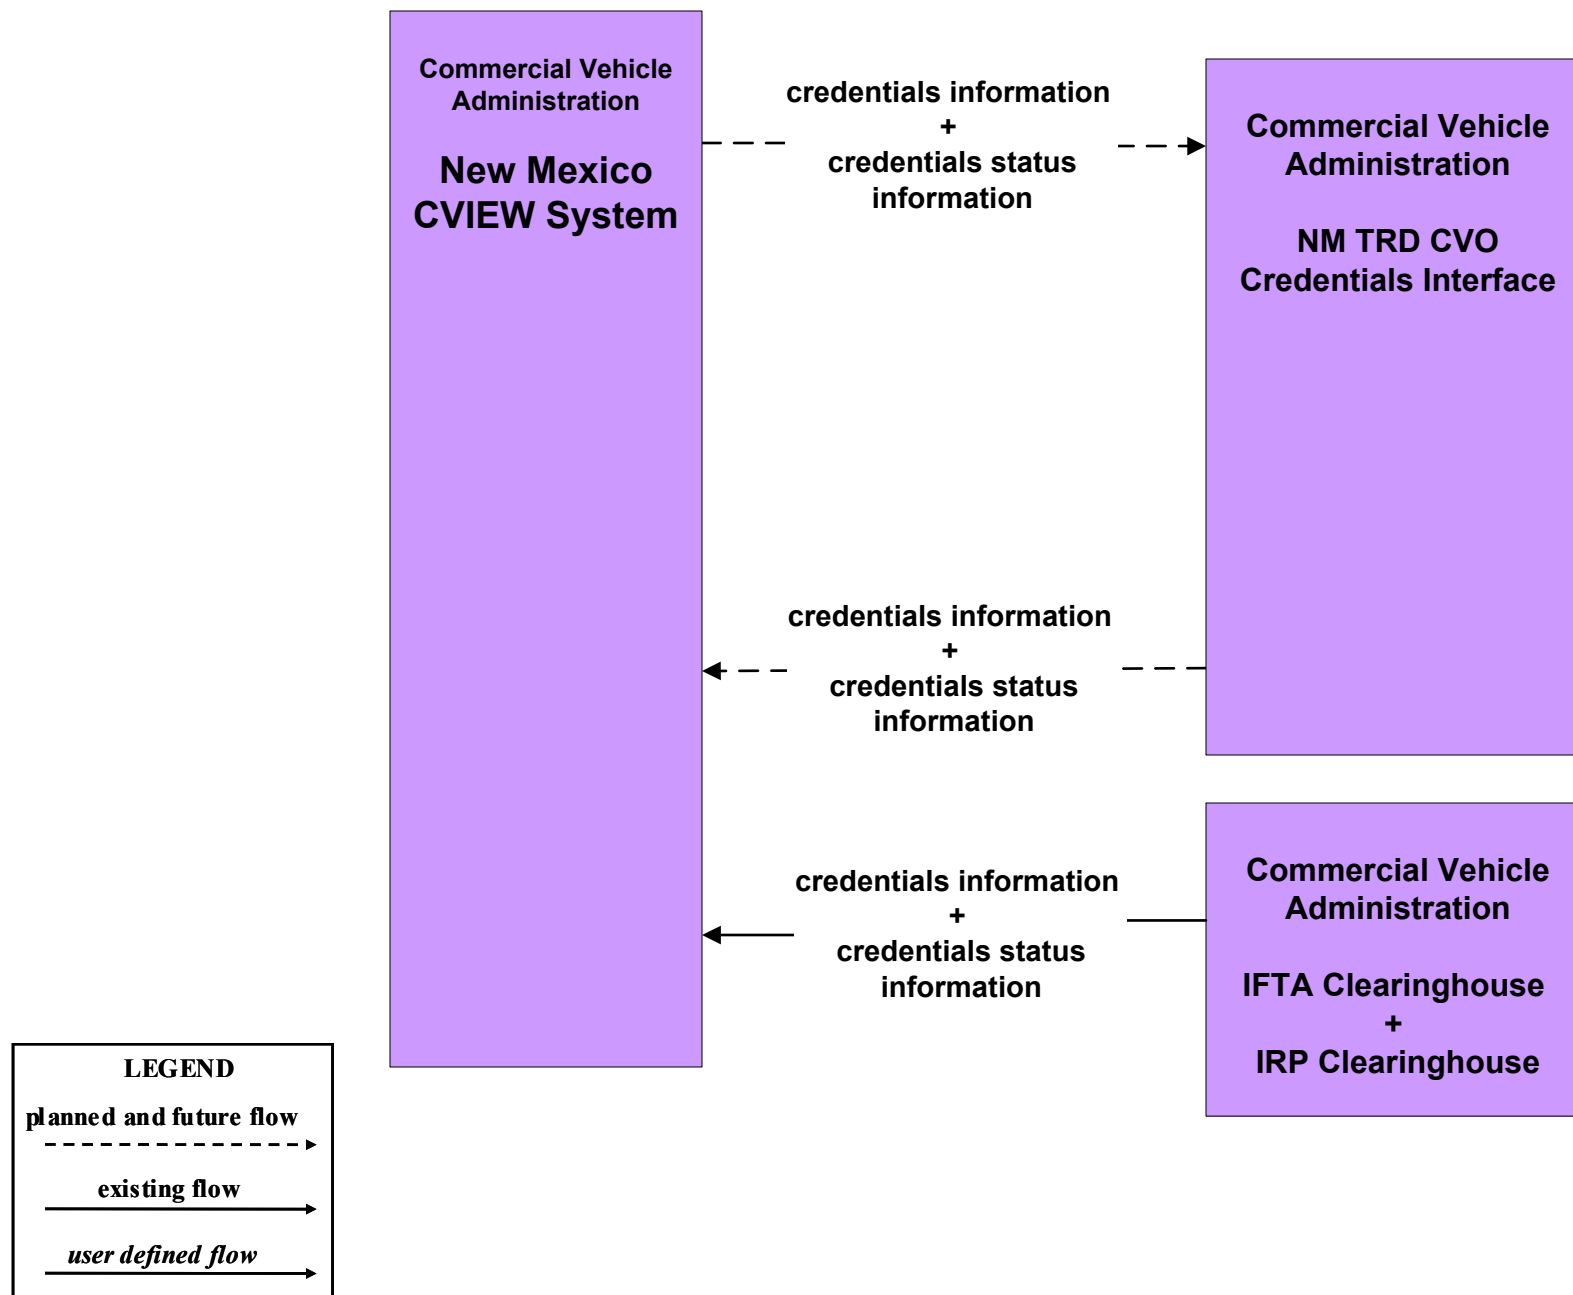 Commercial Vehicle
Administration
New Mexico
CVIEW System
credentials information
+
credentials status
information
Commercial Vehicle
Administration
NM TRD CVO
Credentials Interface
credentials information
+
credentials status
information
credentials information
+
credentials status
information
Commercial Vehicle
Administration
IFTA Clearinghouse
+
IRP Clearinghouse
LEGEND
planned and future flow
existing flow
user defined flow